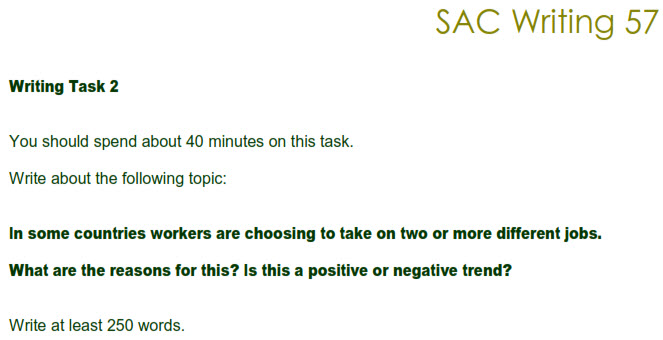 SAC Writing 57
Writing Task 2
You should spend about 40 minutes on this task.
Write about the following topic:
In some countries workers are choosing to take on two or more different jobs.
What are the reasons for this? Is this a positive or negative trend?
Write at least 250 words.